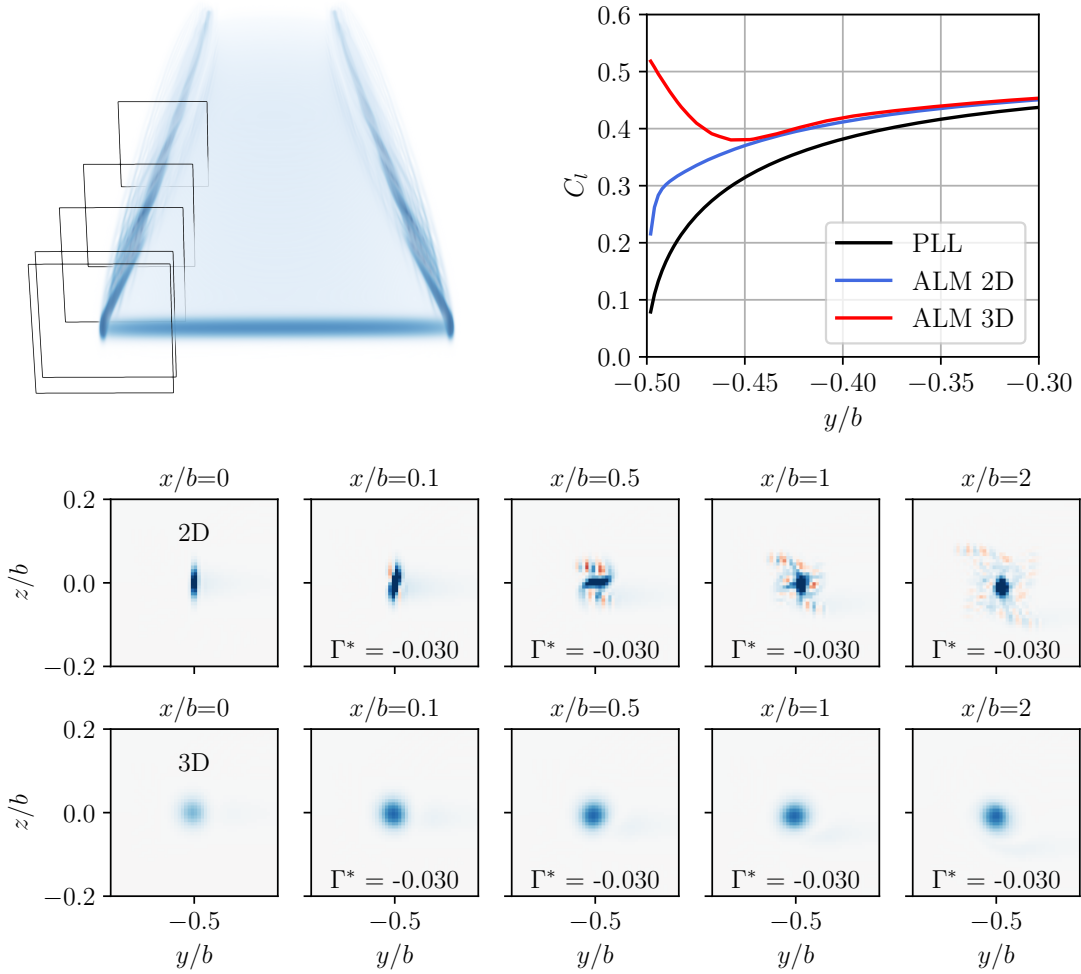 0.6
0.5
0.4
0.3
0.2
0.1
0.0
C_l
PLL
ALM 2D
ALM 3D
−0.50 −0.45 −0.40 −0.35 −0.30
y/b
x/b=0 x/b=0.1 x/b=0.5 x/b=1 x/b=2
0.2
2D
0.0
z/b
−0.2
Γ* = -0.030 Γ* = -0.030 Γ* = -0.030 Γ* = -0.030
x/b=0 x/b=0.1 x/b=0.5 x/b=1 x/b=2
0.2
3D
0.0
z/b
−0.2
Γ* = -0.030 Γ* = -0.030 Γ* = -0.030 Γ* = -0.030
−0.5 −0.5 −0.5 −0.5 −0.5
y/b y/b y/b y/b y/b